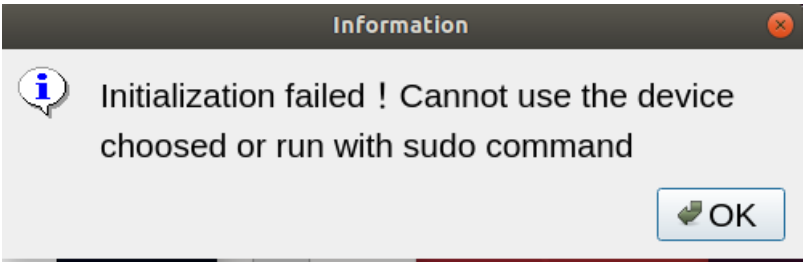 Information
Initialization failed！Cannot use the device
choosed or run with sudo command
OK